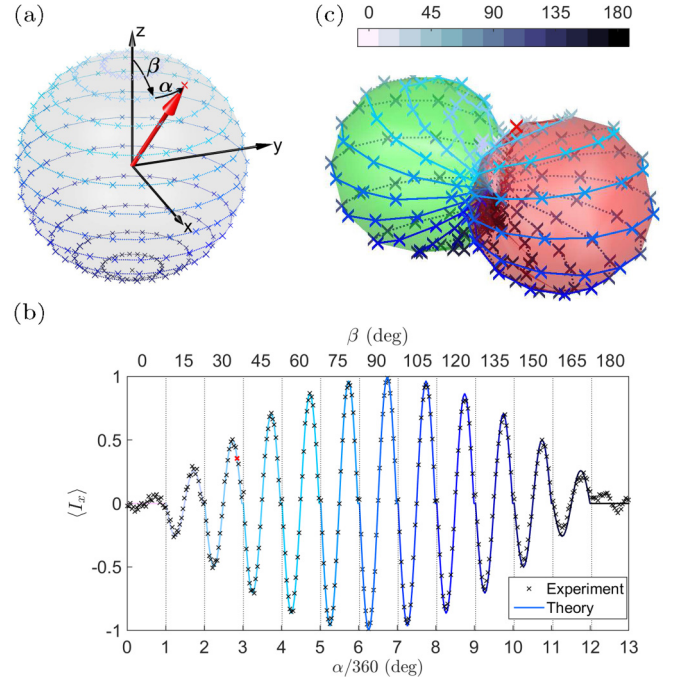 (a)
z
β
α
y
x
(c)
0 45 90 135 180
(b)
β (deg)
0 15 30 45 60 75 90 105 120 135 150 165 180
1
0.5
0
-0.5
-1
⟨Iₓ⟩
Experiment
Theory
0 1 2 3 4 5 6 7 8 9 10 11 12 13
α/360 (deg)